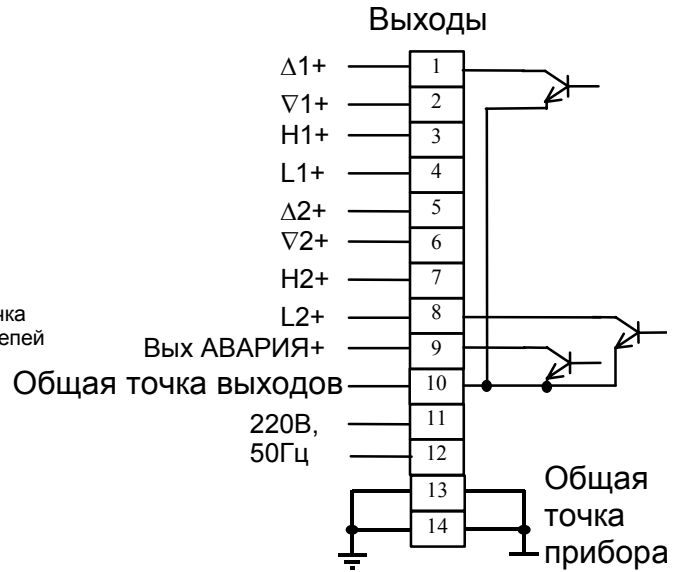 Выходы
∆1+
1
∇1+
2
H1+
3
L1+
4
∆2+
5
∇2+
6
H2+
7
L2+
8
Вых АВАРИЯ+
9
Общая точка выходов
10
220В,
11
50Гц
12
13
14
Общая
точка
прибора